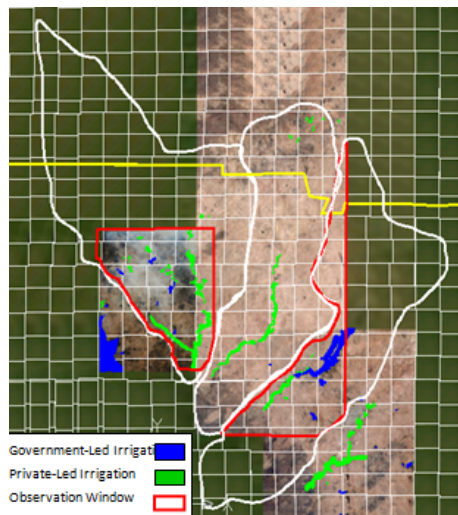 Y
X
Government-Led Irrigati
Private-Led Irrigation
Observation Window